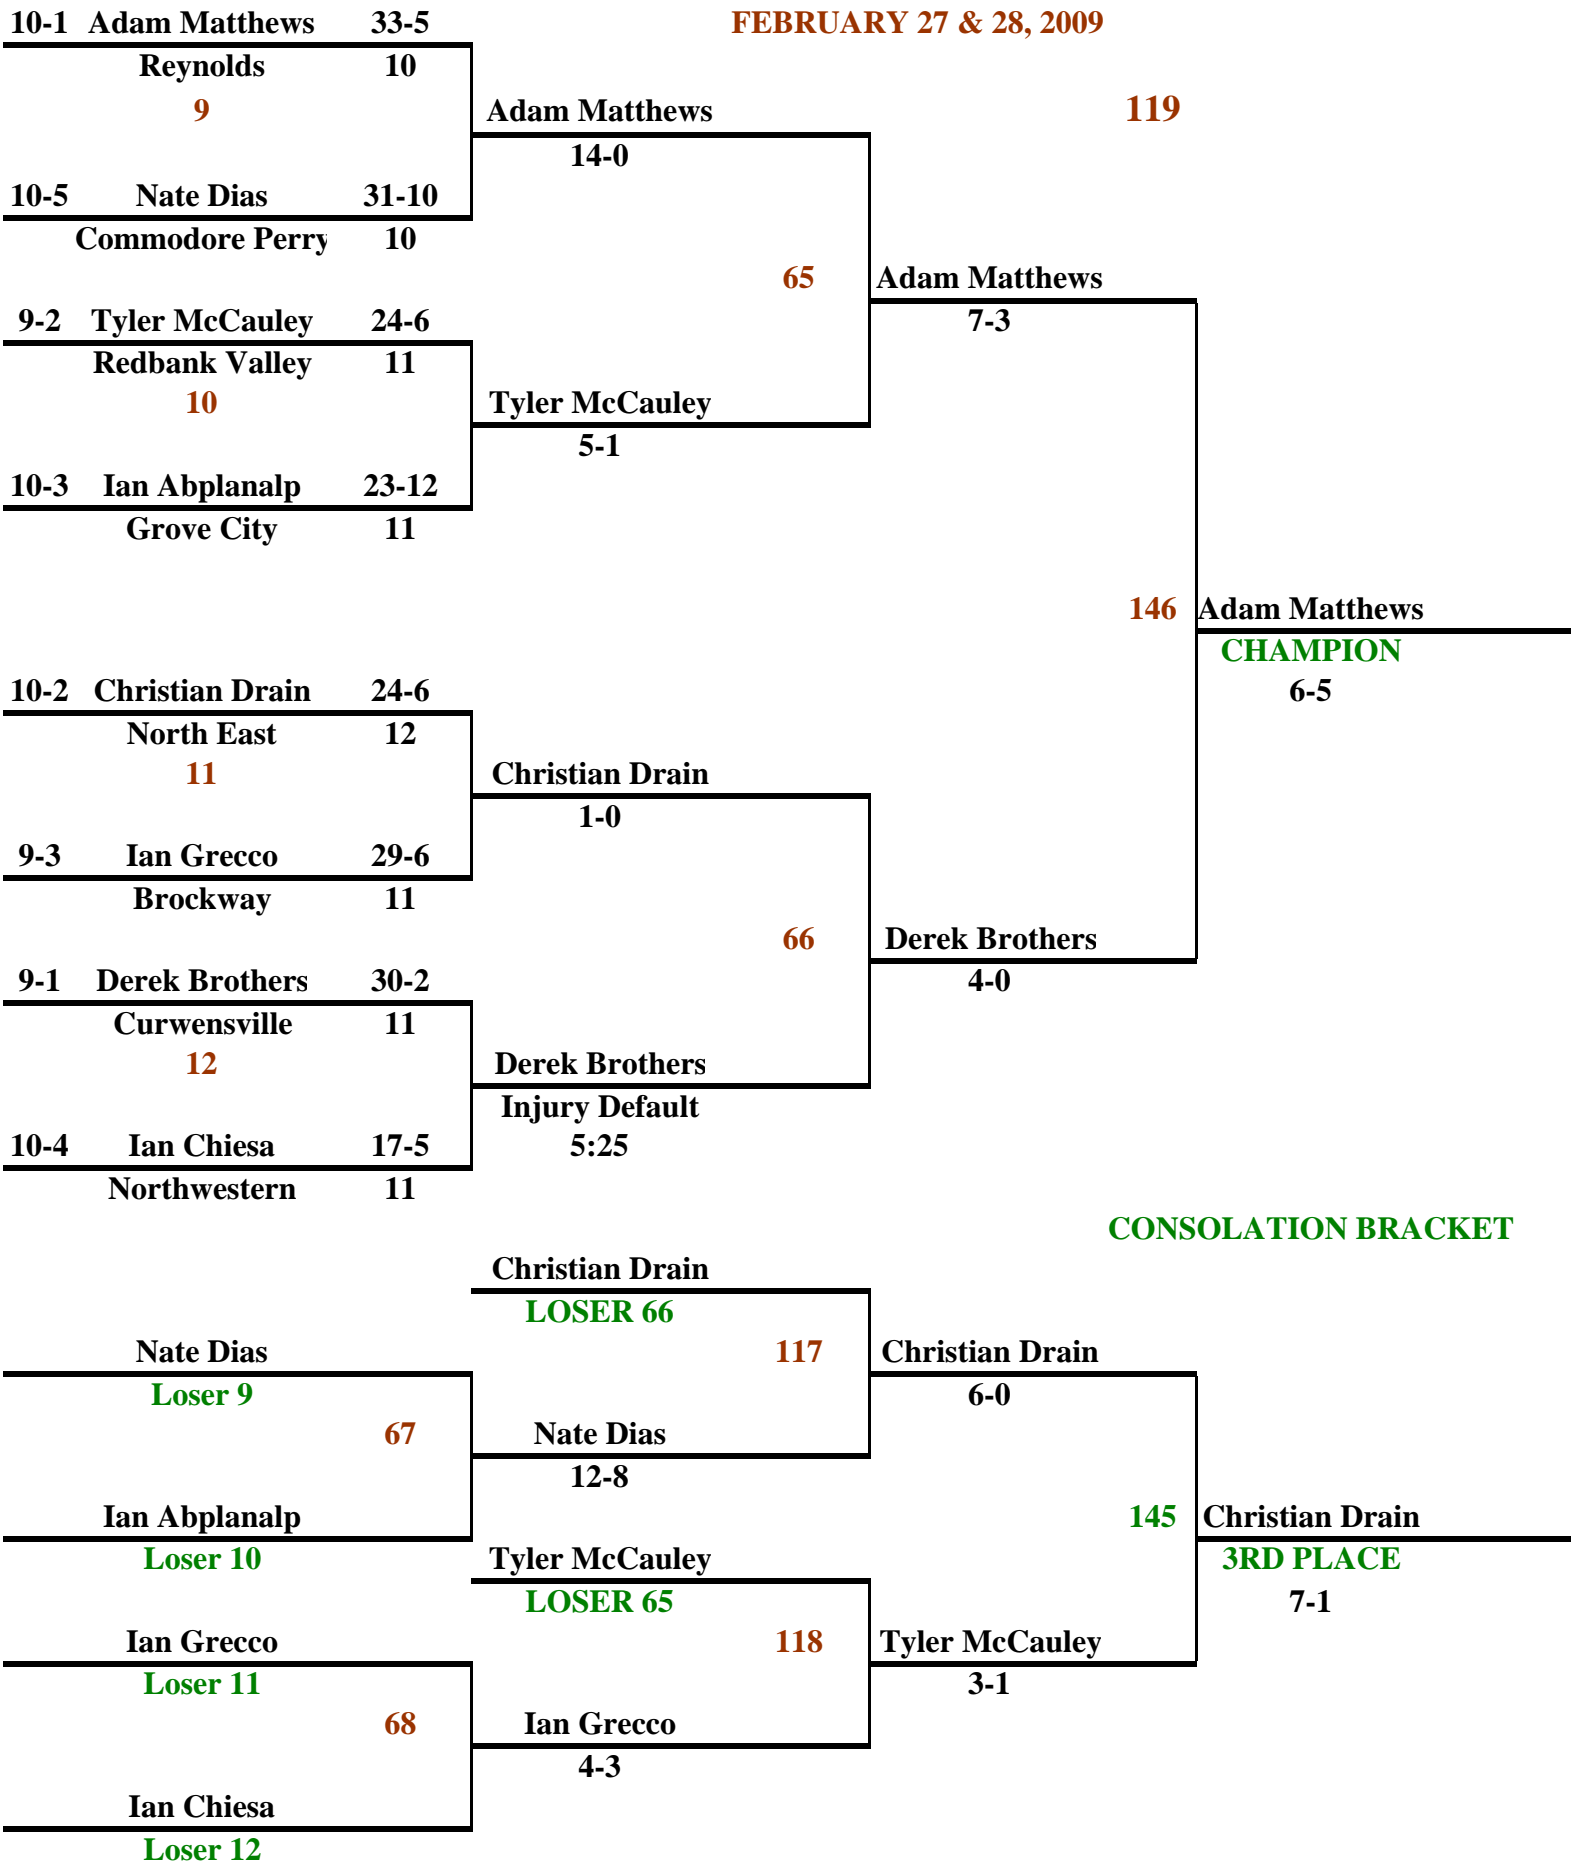 10-1 Adam Matthews 33-5 FEBRUARY 27 & 28, 2009
Reynolds 10
9 Adam Matthews 119
14-0
10-5 Nate Dias 31-10
Commodore Perry 10
65 Adam Matthews
9-2 Tyler McCauley 24-6 7-3
Redbank Valley 11
10 Tyler McCauley
5-1
10-3 Ian Abplanalp 23-12
Grove City 11
146 Adam Matthews
CHAMPION
10-2 Christian Drain 24-6 6-5
North East 12
11 Christian Drain
1-0
9-3 Ian Grecco 29-6
Brockway 11
66 Derek Brothers
9-1 Derek Brothers 30-2 4-0
Curwensville 11
12 Derek Brothers
Injury Default
10-4 Ian Chiesa 17-5 5:25
Northwestern 11
CONSOLATION BRACKET
Christian Drain
LOSER 66
Nate Dias 117 Christian Drain
Loser 9 6-0
67 Nate Dias
12-8
Ian Abplanalp 145 Christian Drain
Loser 10 Tyler McCauley 3RD PLACE
LOSER 65 7-1
Ian Grecco 118 Tyler McCauley
Loser 11 3-1
68 Ian Grecco
4-3
Ian Chiesa
Loser 12